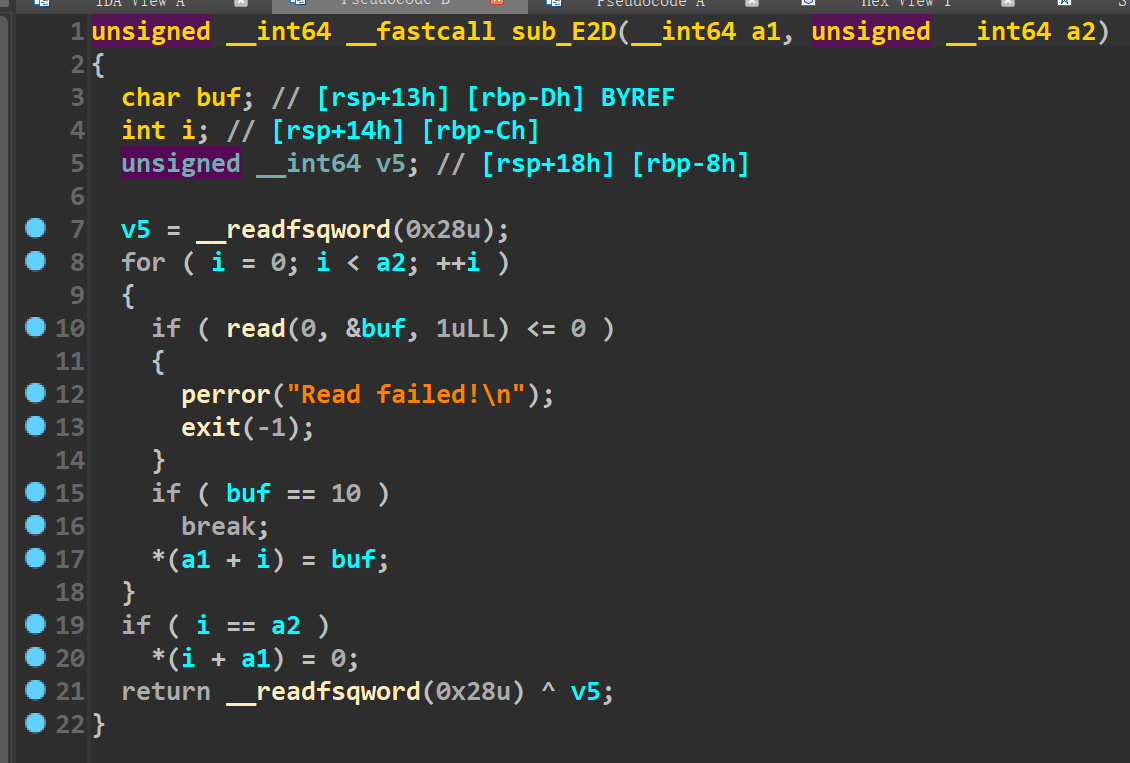 IDA View A Pseudocode B Pseudocode A Hex View 1 S
1 unsigned __int64 __fastcall sub_E2D(__int64 a1, unsigned __int64 a2)
2 {
3 char buf; // [rsp+13h] [rbp-Dh] BYREF
4 int i; // [rsp+14h] [rbp-Ch]
5 unsigned __int64 v5; // [rsp+18h] [rbp-8h]
6
7 v5 = __readfsqword(0x28u);
8 for ( i = 0; i < a2; ++i )
9 {
10 if ( read(0, &buf, 1uLL) <= 0 )
11 {
12 perror("Read failed!\n");
13 exit(-1);
14 }
15 if ( buf == 10 )
16 break;
17 *(a1 + i) = buf;
18 }
19 if ( i == a2 )
20 *(i + a1) = 0;
21 return __readfsqword(0x28u) ^ v5;
22 }